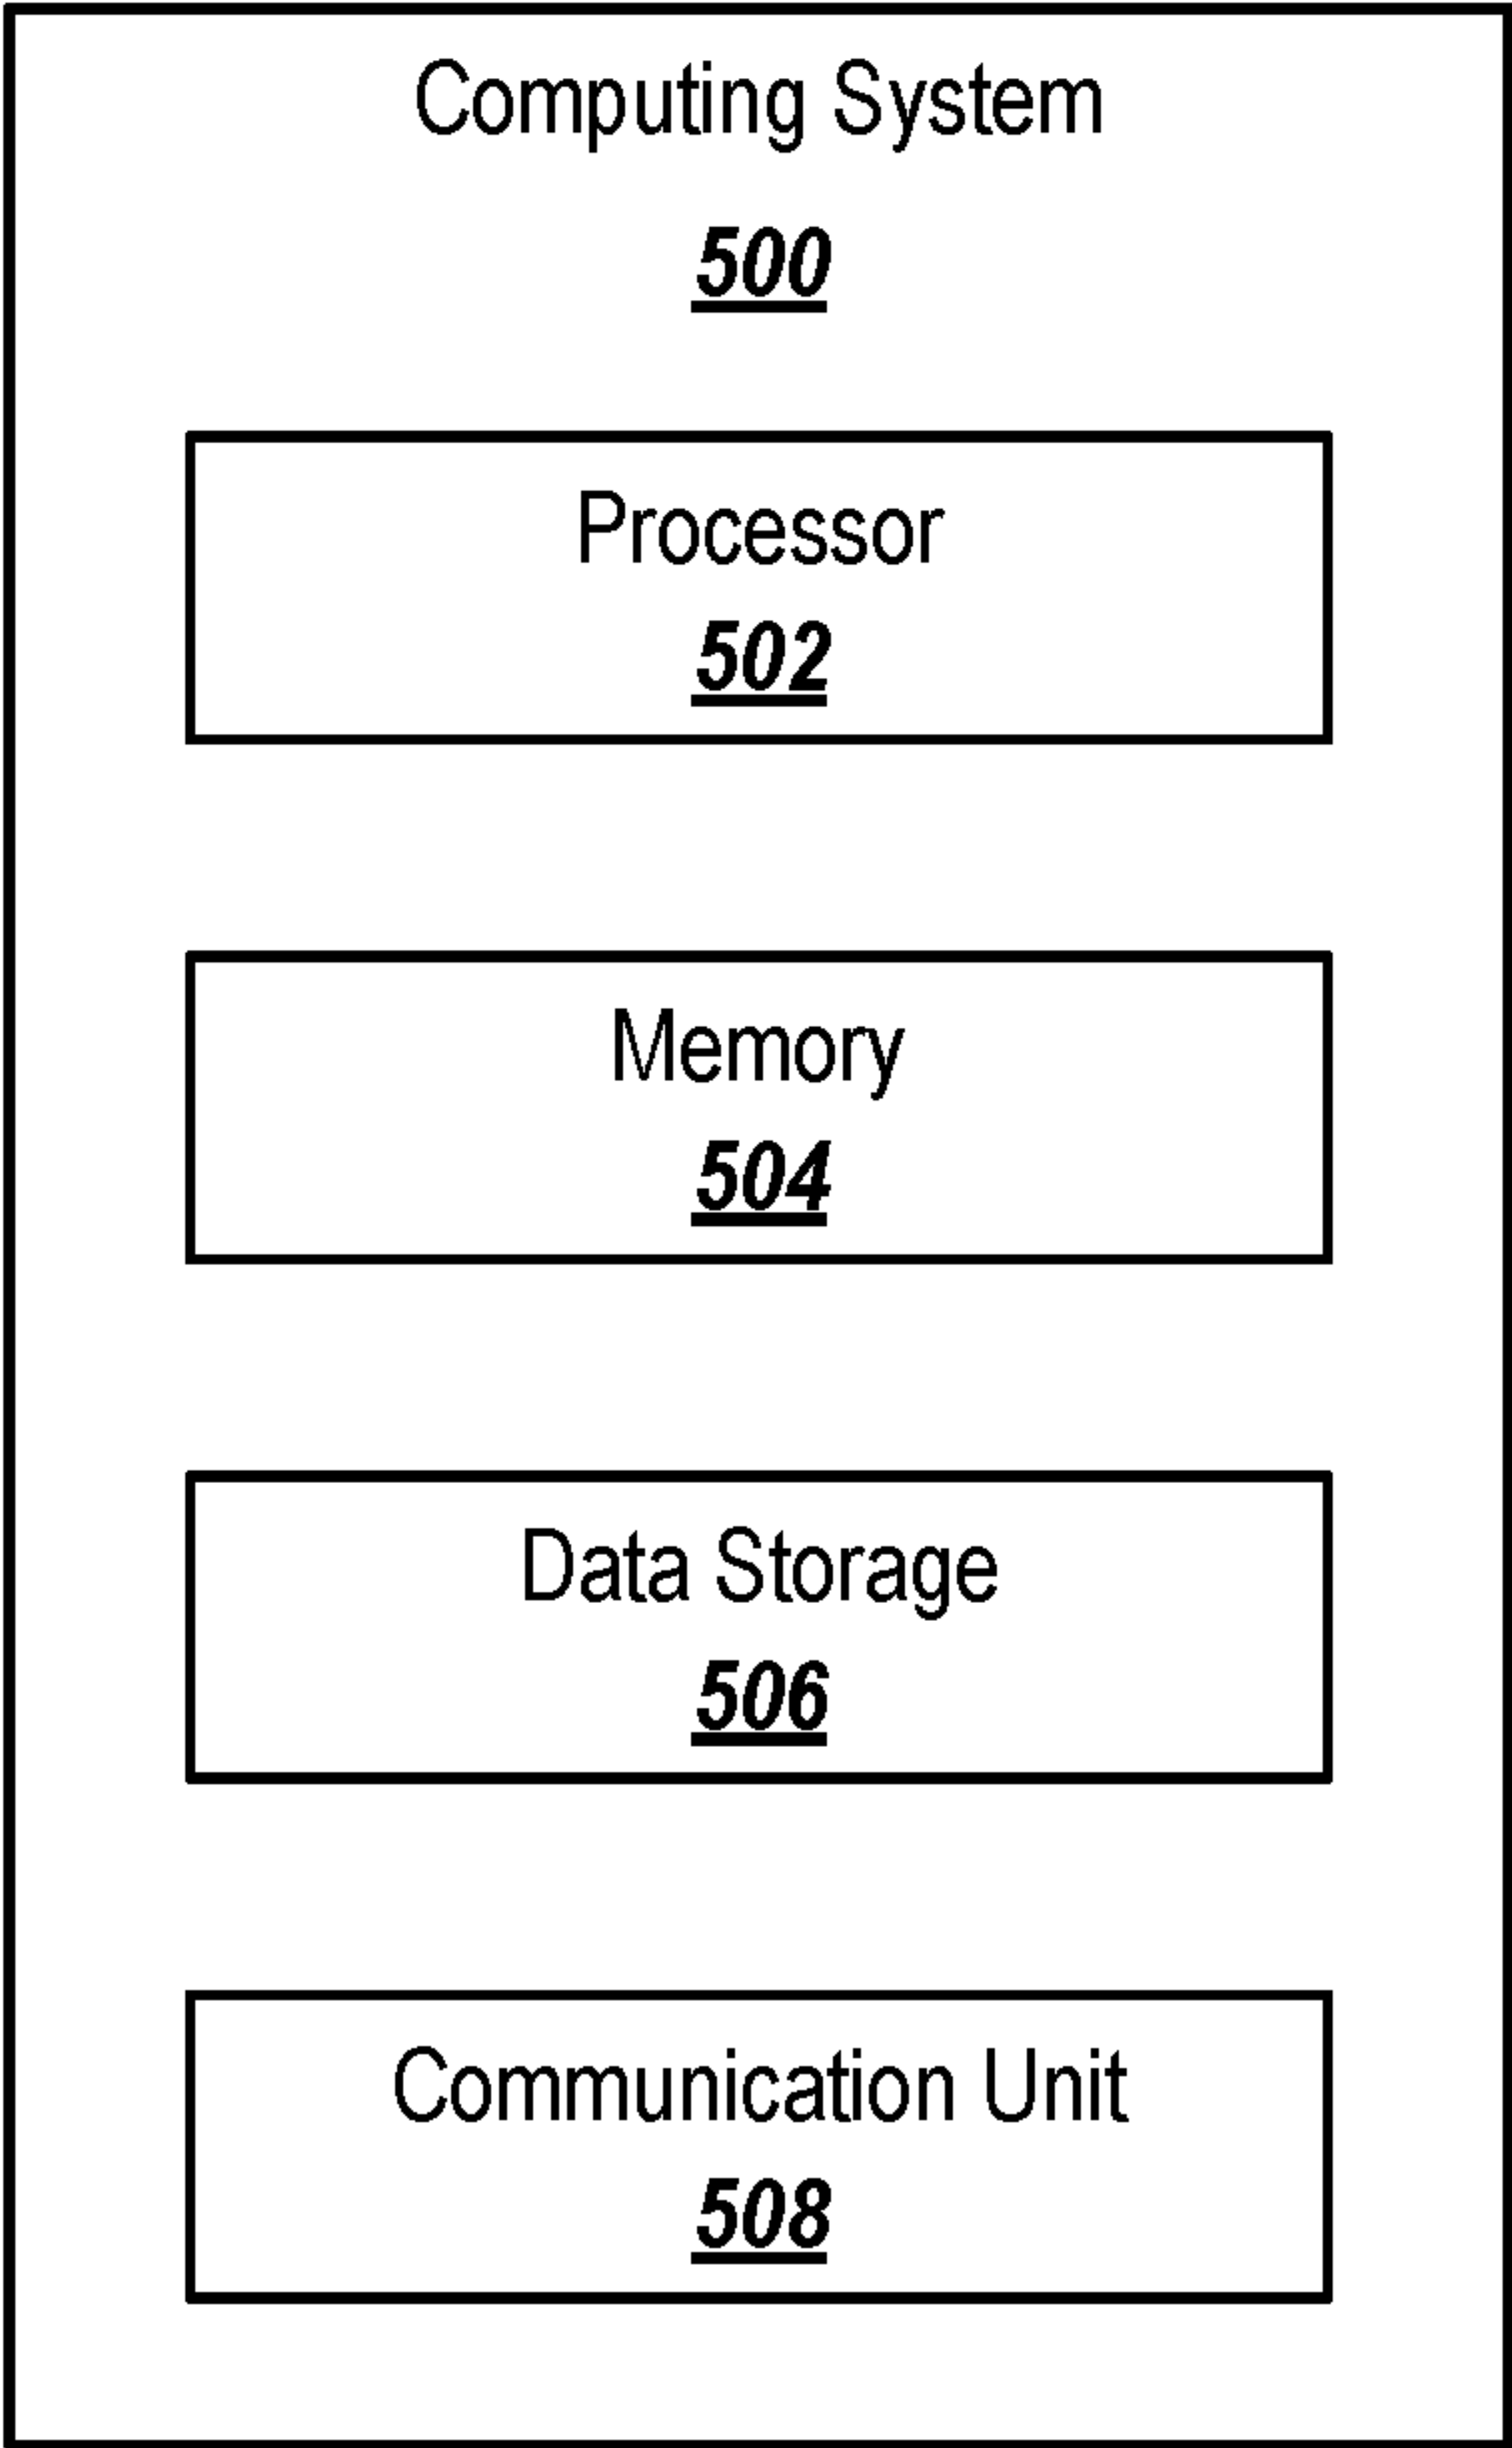 Computing System
500
Processor
502
Memory
504
Data Storage
506
Communication Unit
508